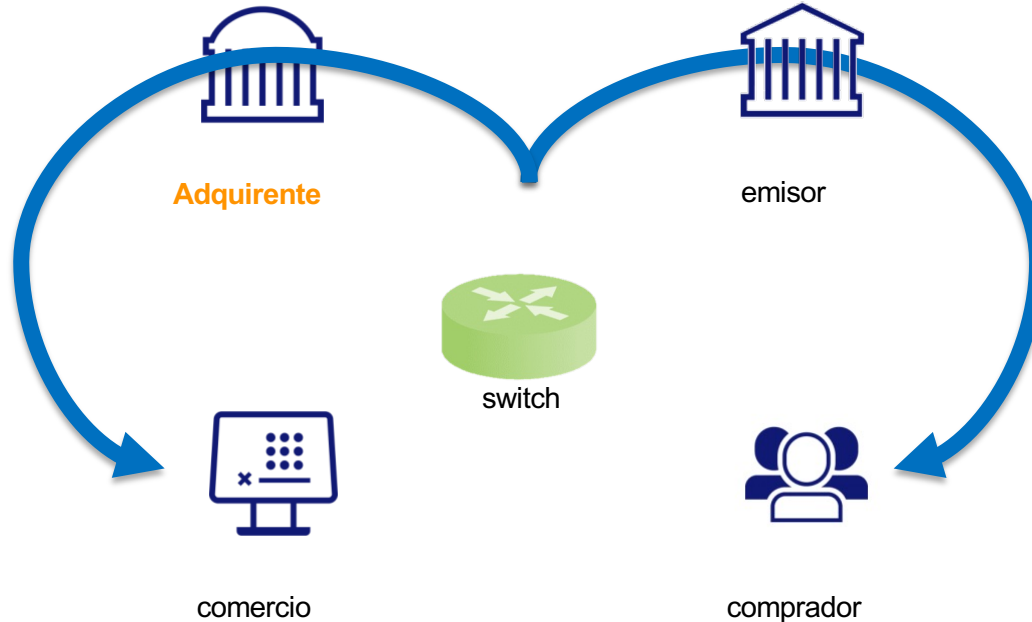 Adquirente
emisor
switch
comercio
comprador